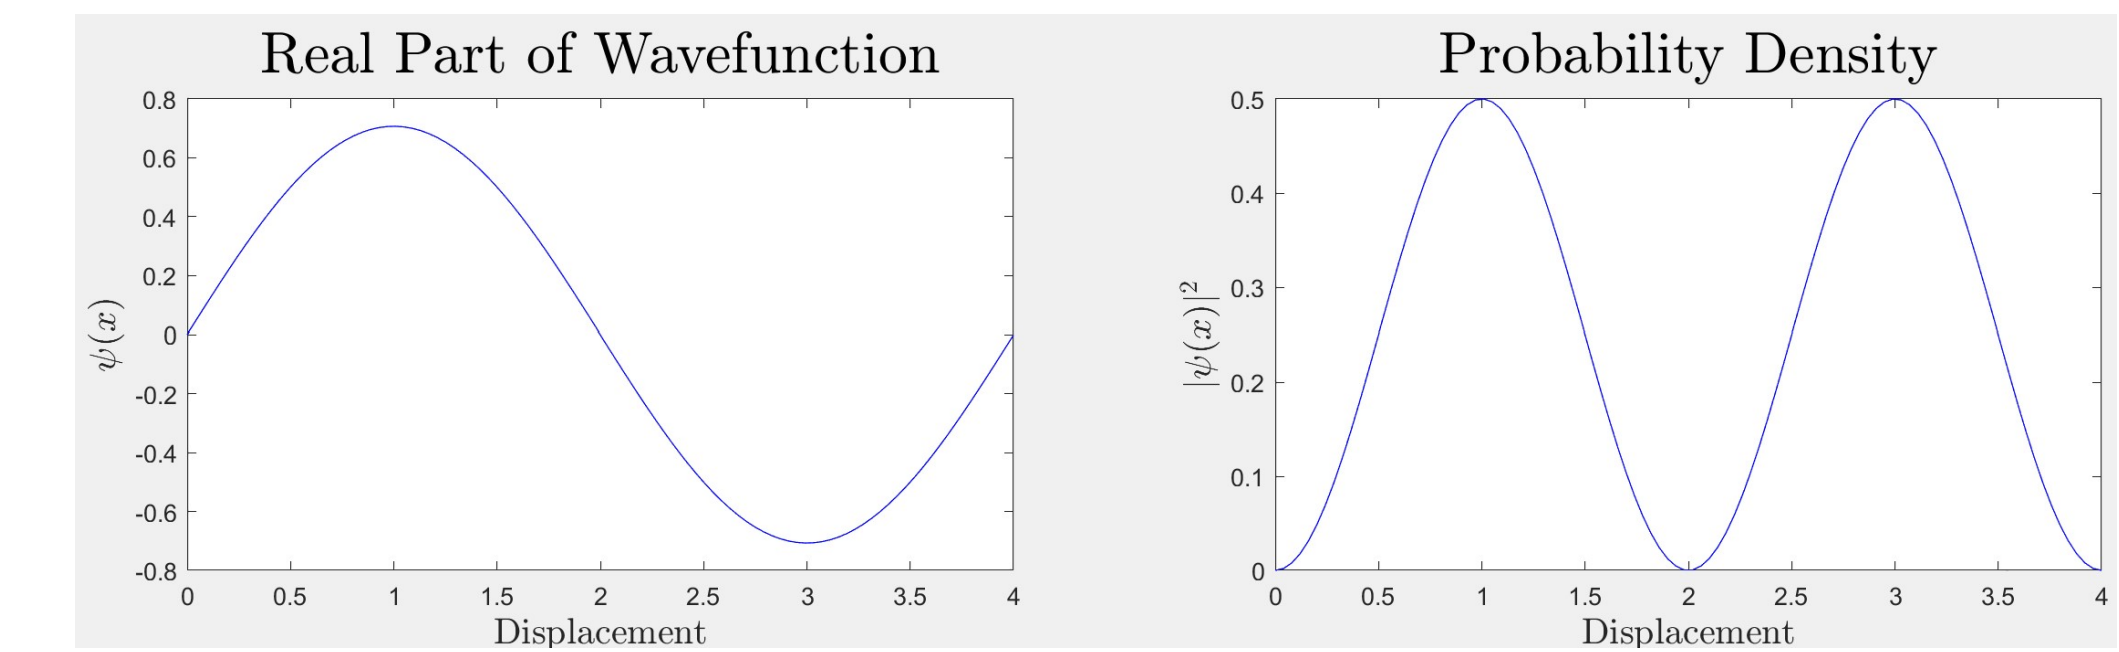 Real Part of Wavefunction
0.8
0.6
0.4
0.2
0
-0.2
-0.4
-0.6
-0.8
ψ(x)
0 0.5 1 1.5 2 2.5 3 3.5 4
Displacement
Probability Density
0.5
0.4
0.3
0.2
0.1
0
|ψ(x)|²
0 0.5 1 1.5 2 2.5 3 3.5 4
Displacement